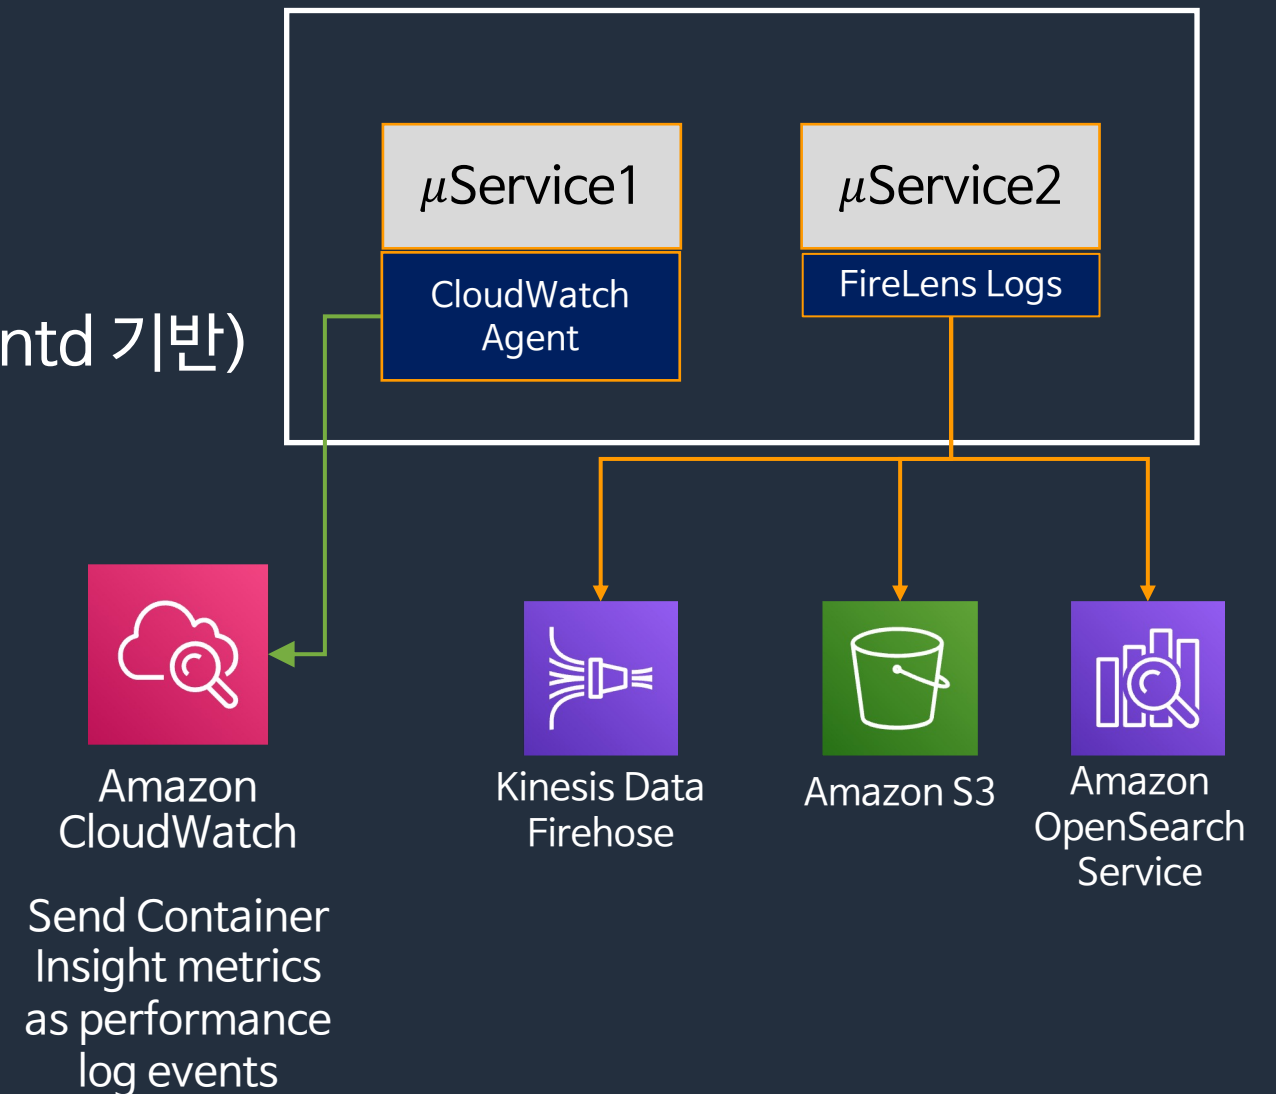 μService1
μService2
CloudWatch
Agent
FireLens Logs
ntd 기반)
Amazon
CloudWatch
Send Container
Insight metrics
as performance
log events
Kinesis Data
Firehose
Amazon S3
Amazon
OpenSearch
Service